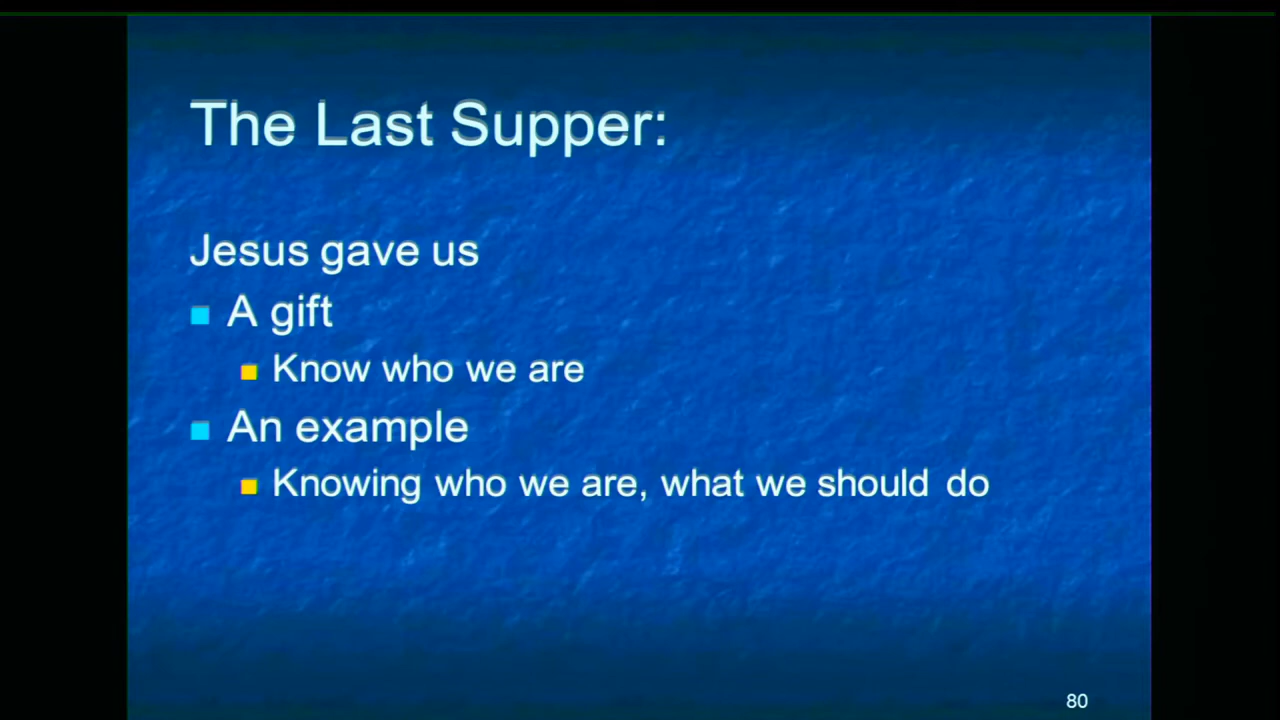 The Last Supper:
Jesus gave us
A gift
Know who we are
An example
Knowing who we are, what we should do
80